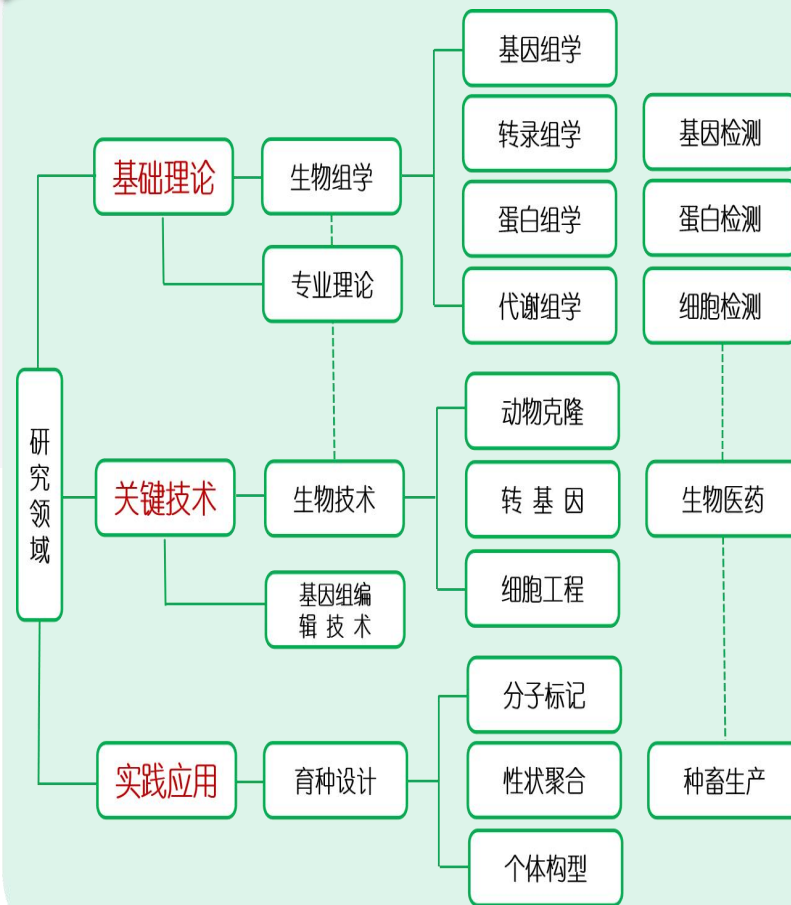 研究领域
基础理论
生物组学
专业理论
基因组学
转录组学
蛋白组学
代谢组学
基因检测
蛋白检测
细胞检测
关键技术
生物技术
基因组编
辑技术
动物克隆
转基因
细胞工程
生物医药
实践应用
育种设计
分子标记
性状聚合
个体构型
种畜生产